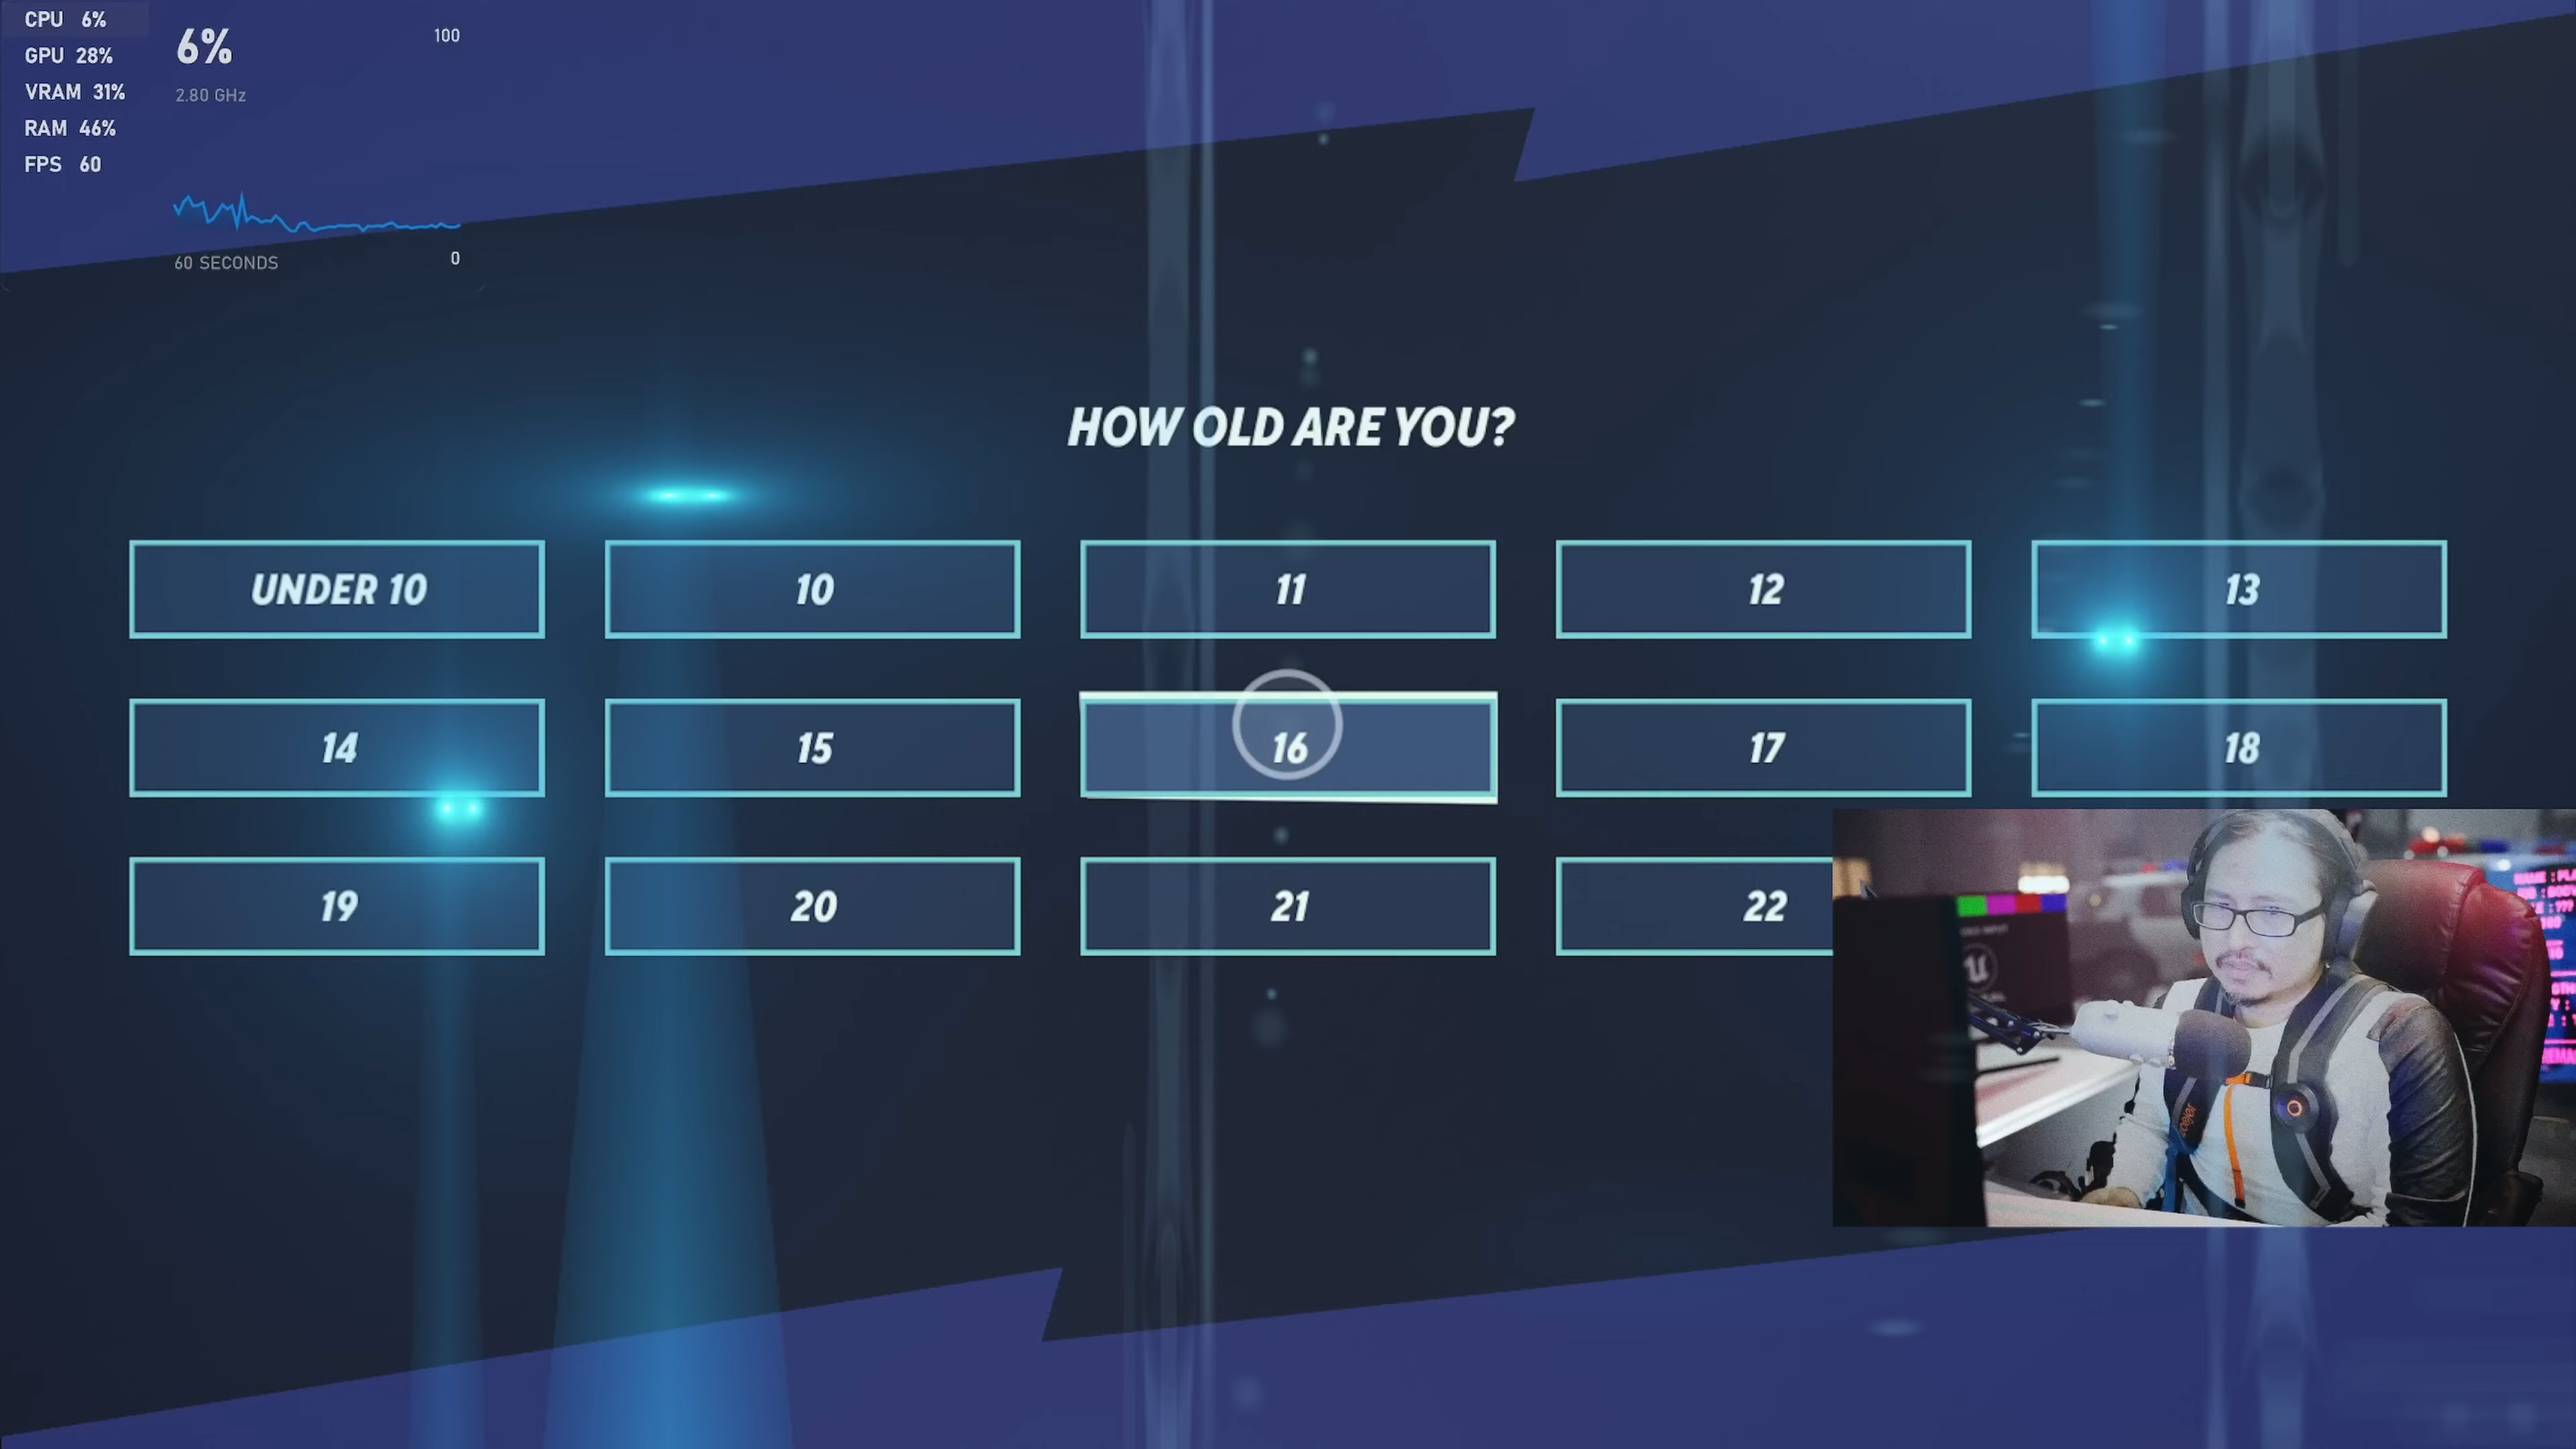 CPU 6%
GPU 28%
VRAM 31%
RAM 46%
FPS 60
6%
100
2.80 GHz
60 SECONDS
0
HOW OLD ARE YOU?
UNDER 10
10
11
12
13
14
15
16
17
18
19
20
21
22